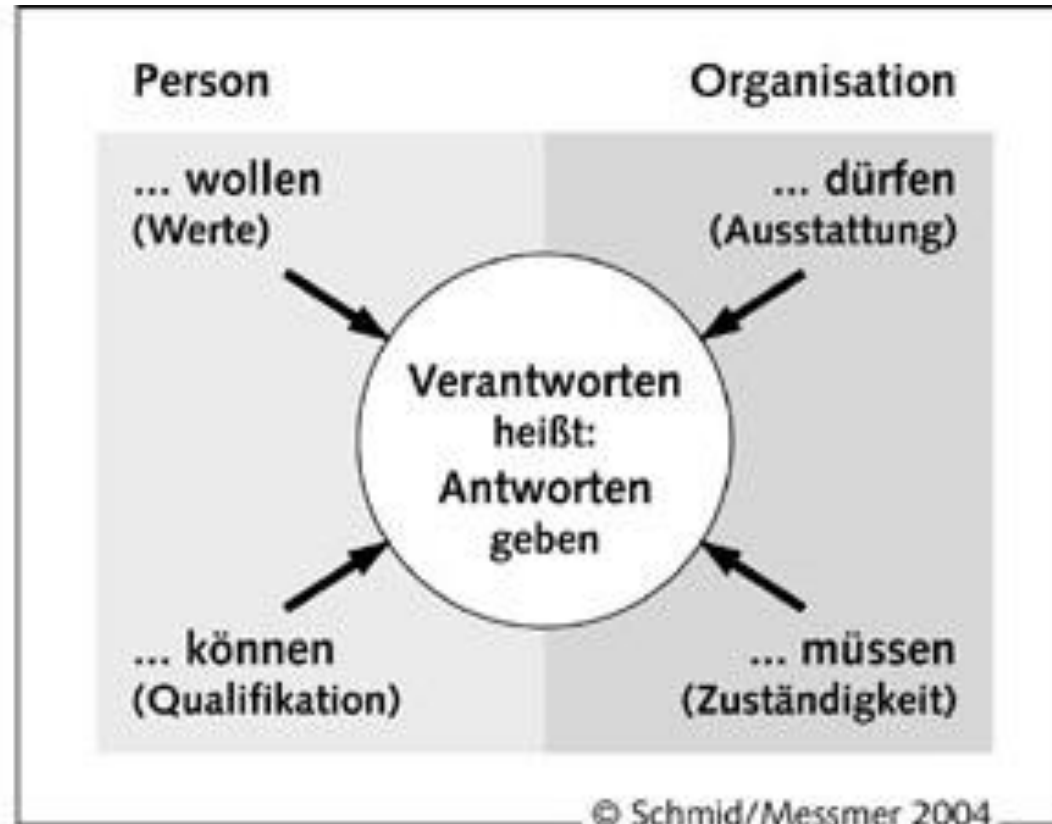 Person
Organisation
... wollen
(Werte)
... dürfen
(Ausstattung)
Verantworten
heißt:
Antworten
geben
... können
(Qualifikation)
... müssen
(Zuständigkeit)
© Schmid/Messmer 2004